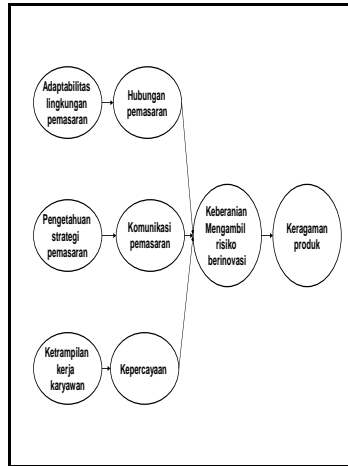 Adaptabilitas
lingkungan
pemasaran
Hubungan
pemasaran
Pengetahuan
strategi
pemasaran
Komunikasi
pemasaran
Keberanian
Mengambil
risiko
berinovasi
Keragaman
produk
Ketrampilan
kerja
karyawan
Kepercayaan